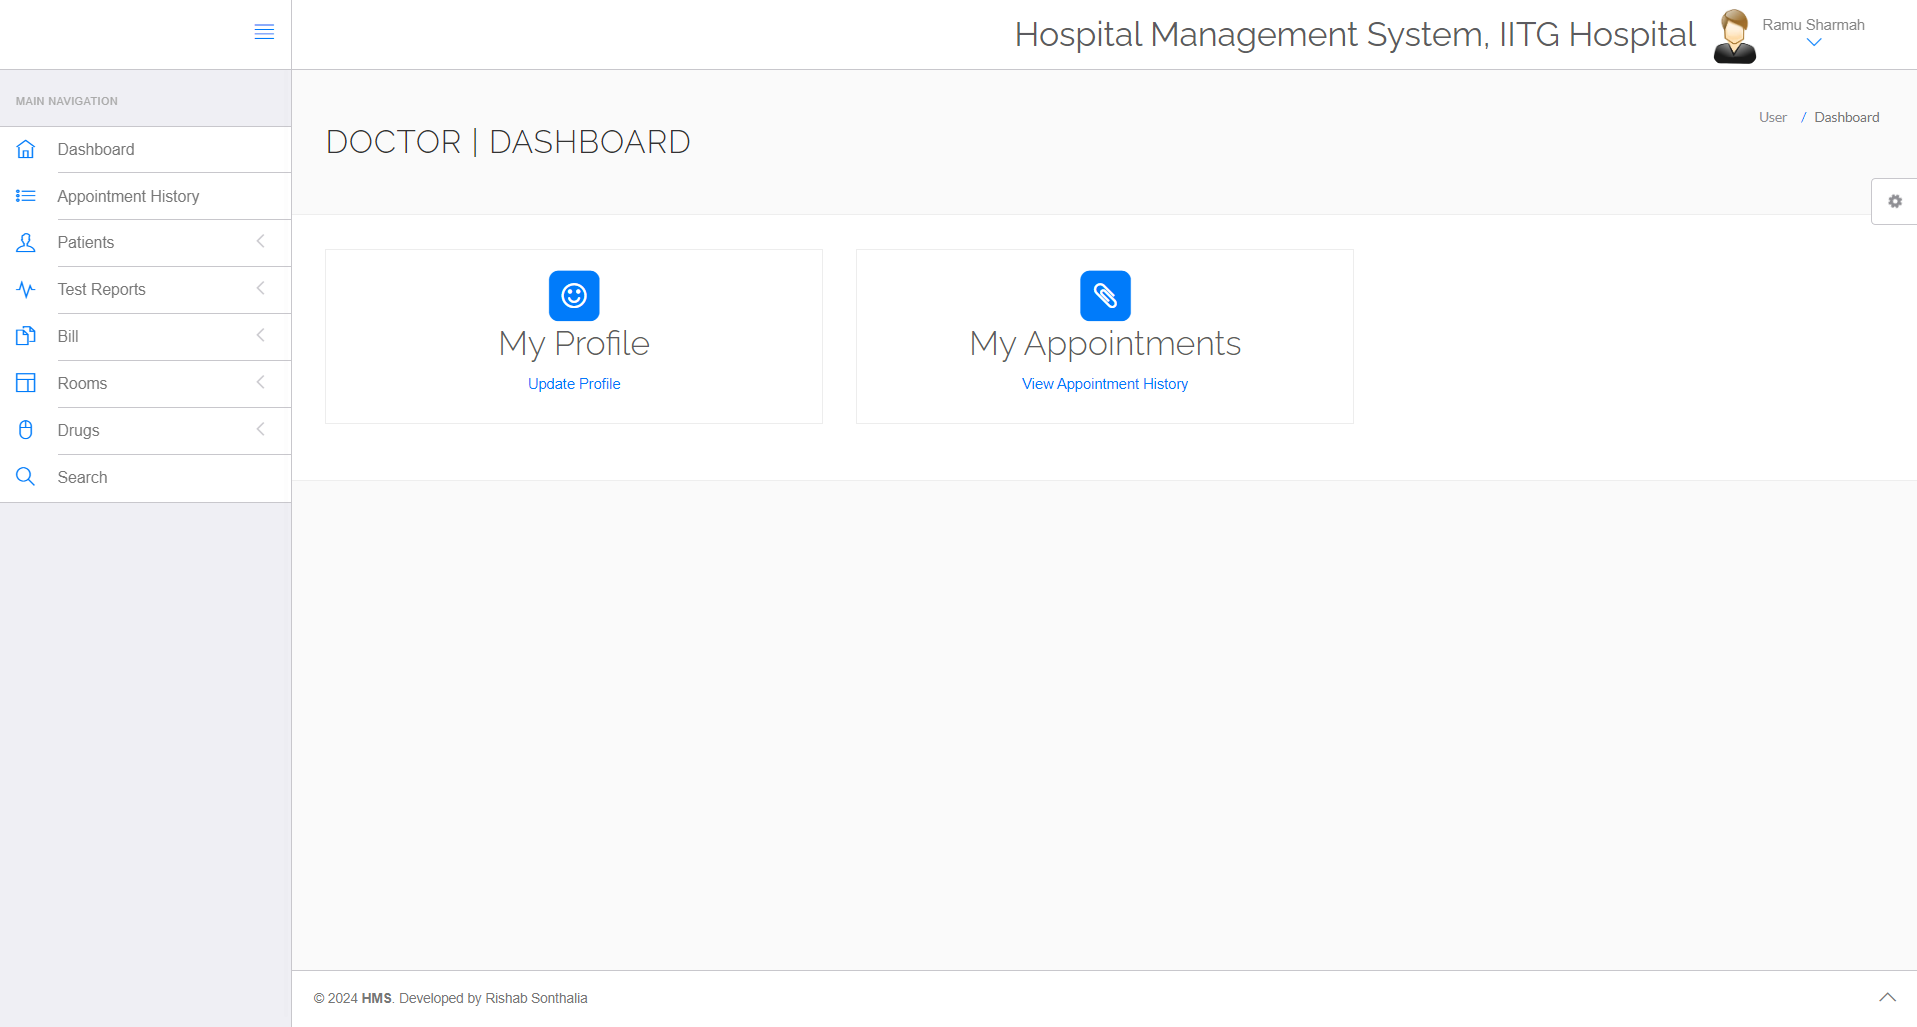 Hospital Management System, IITG Hospital
Ramu Sharmah
MAIN NAVIGATION
Dashboard
Appointment History
Patients
Test Reports
Bill
Rooms
Drugs
Search
DOCTOR | DASHBOARD
User / Dashboard
My Profile
Update Profile
My Appointments
View Appointment History
© 2024 HMS. Developed by Rishab Sonthalia